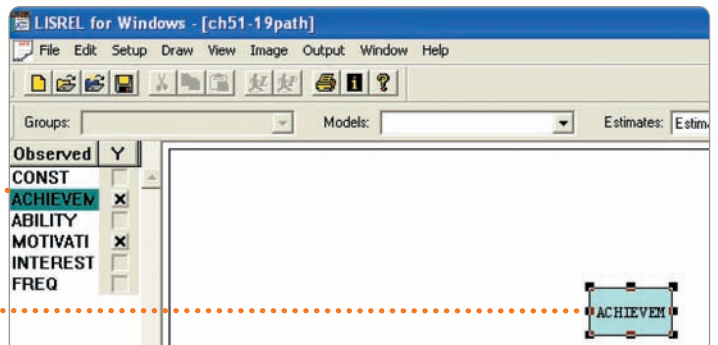 LISREL for Windows - [ch51-19path]
File Edit Setup Draw View Image Output Window Help
Groups: Models: Estimates: Estim
Observed Y
CONST
ACHIEVEM
ABILITY
MOTIVATI
INTEREST
FREQ
ACHIEVEM